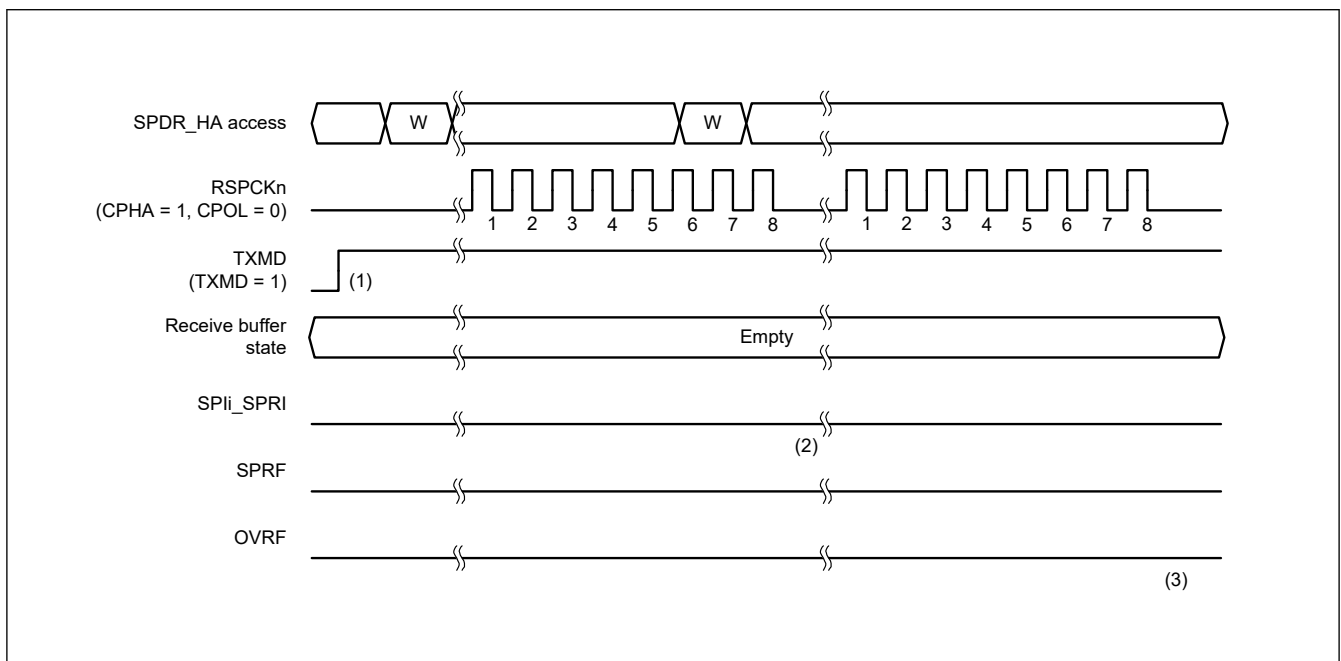 SPDR_HA access
W
W
RSPCKn
(CPHA = 1, CPOL = 0)
1 2 3 4 5 6 7 8
1 2 3 4 5 6 7 8
TXMD
(TXMD = 1)
(1)
Receive buffer
state
Empty
SPIi_SPRI
(2)
SPRF
OVRF
(3)